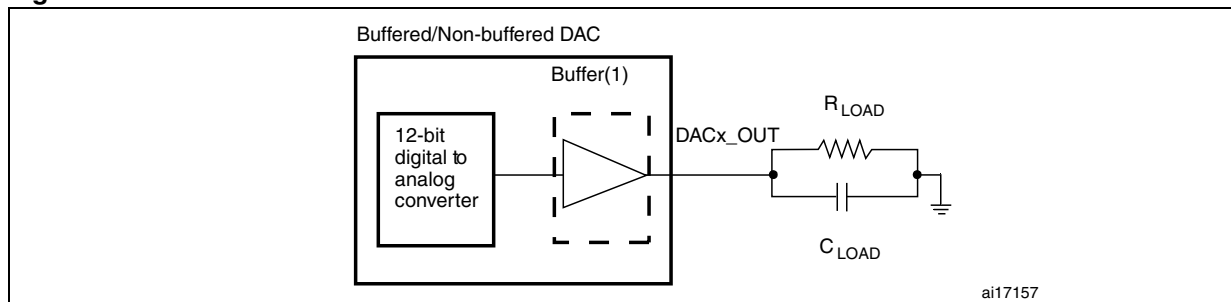 Buffered/Non-buffered DAC
Buffer(1)
12-bit
digital to
analog
converter
DACx_OUT
R LOAD
C LOAD
ai17157